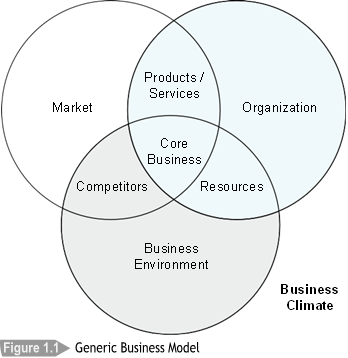 Products /
Services
Market
Organization
Core
Business
Competitors
Resources
Business
Environment
Business
Climate
Figure 1.1 Generic Business Model